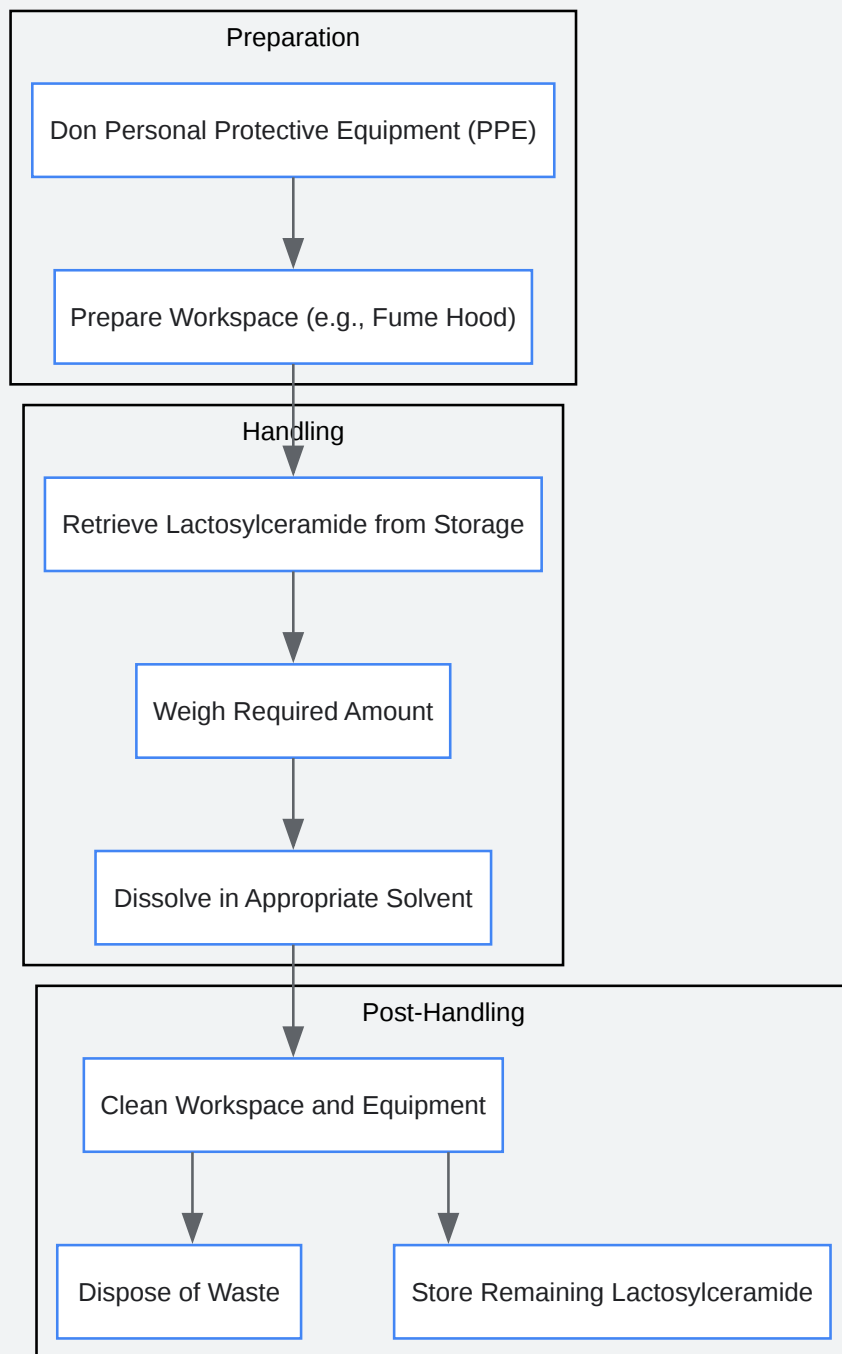 Preparation
Don Personal Protective Equipment (PPE)
Prepare Workspace (e.g., Fume Hood)
Handling
Retrieve Lactosylceramide from Storage
Weigh Required Amount
Dissolve in Appropriate Solvent
Post-Handling
Clean Workspace and Equipment
Dispose of Waste
Store Remaining Lactosylceramide